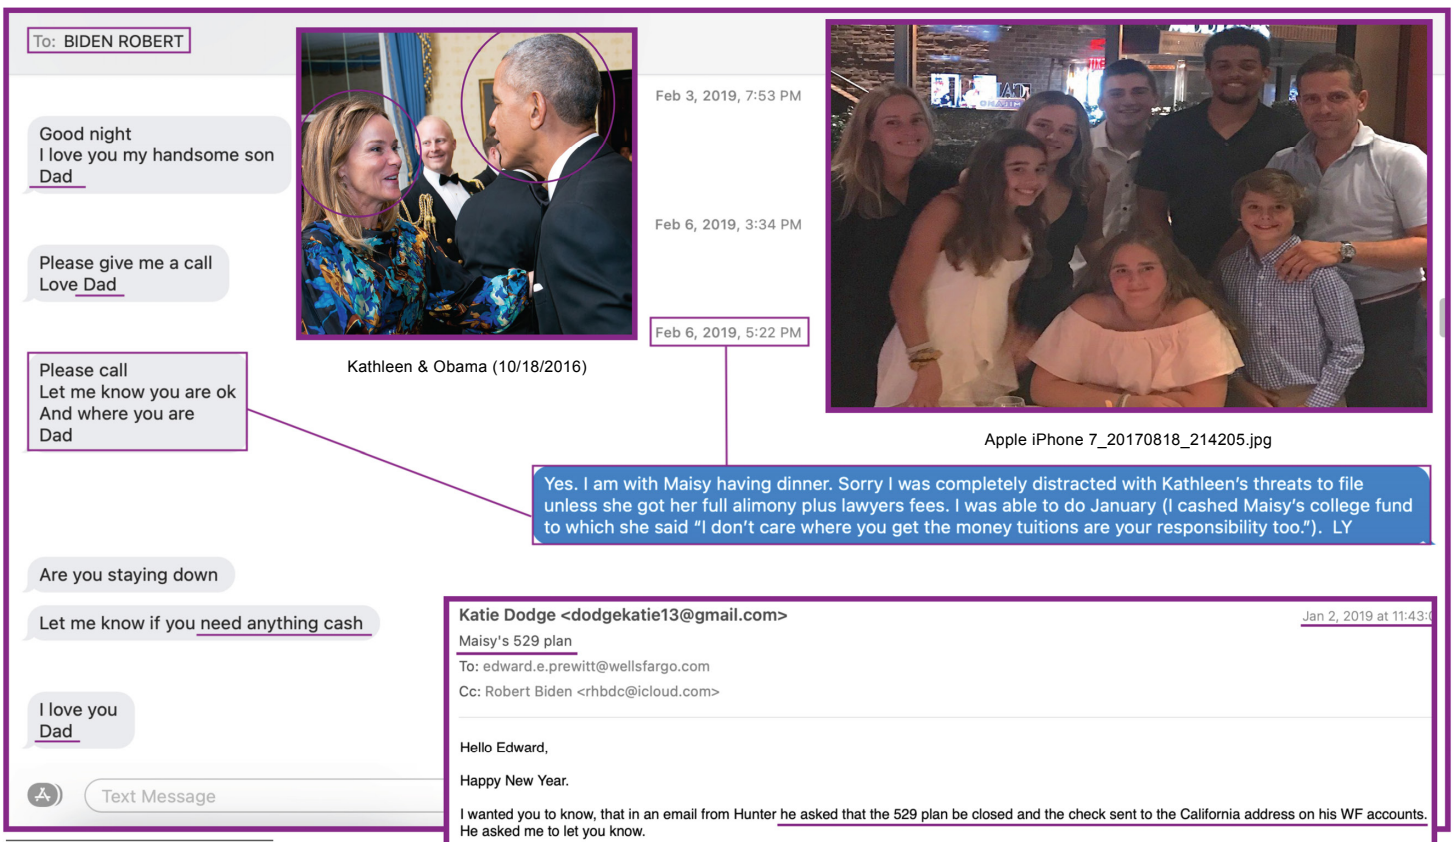 To: BIDEN ROBERT
Feb 3, 2019, 7:53 PM
Good night
I love you my handsome son
Dad
Feb 6, 2019, 3:34 PM
Please give me a call
Love Dad
Feb 6, 2019, 5:22 PM
Kathleen & Obama (10/18/2016)
Please call
Let me know you are ok
And where you are
Dad
Apple iPhone 7_20170818_214205.jpg
Yes. I am with Maisy having dinner. Sorry I was completely distracted with Kathleen's threats to file
unless she got her full alimony plus lawyers fees. I was able to do January (I cashed Maisy's college fund
to which she said “I don't care where you get the money tuitions are your responsibility too.”).  LY
Are you staying down
Let me know if you need anything cash
I love you
Dad
Text Message
Katie Dodge <dodgekatie13@gmail.com>
Jan 2, 2019 at 11:43:
Maisy's 529 plan
To: edward.e.prewitt@wellsfargo.com
Cc: Robert Biden <rhbdc@icloud.com>
Hello Edward,
Happy New Year.
I wanted you to know, that in an email from Hunter he asked that the 529 plan be closed and the check sent to the California address on his WF accounts.
He asked me to let you know.